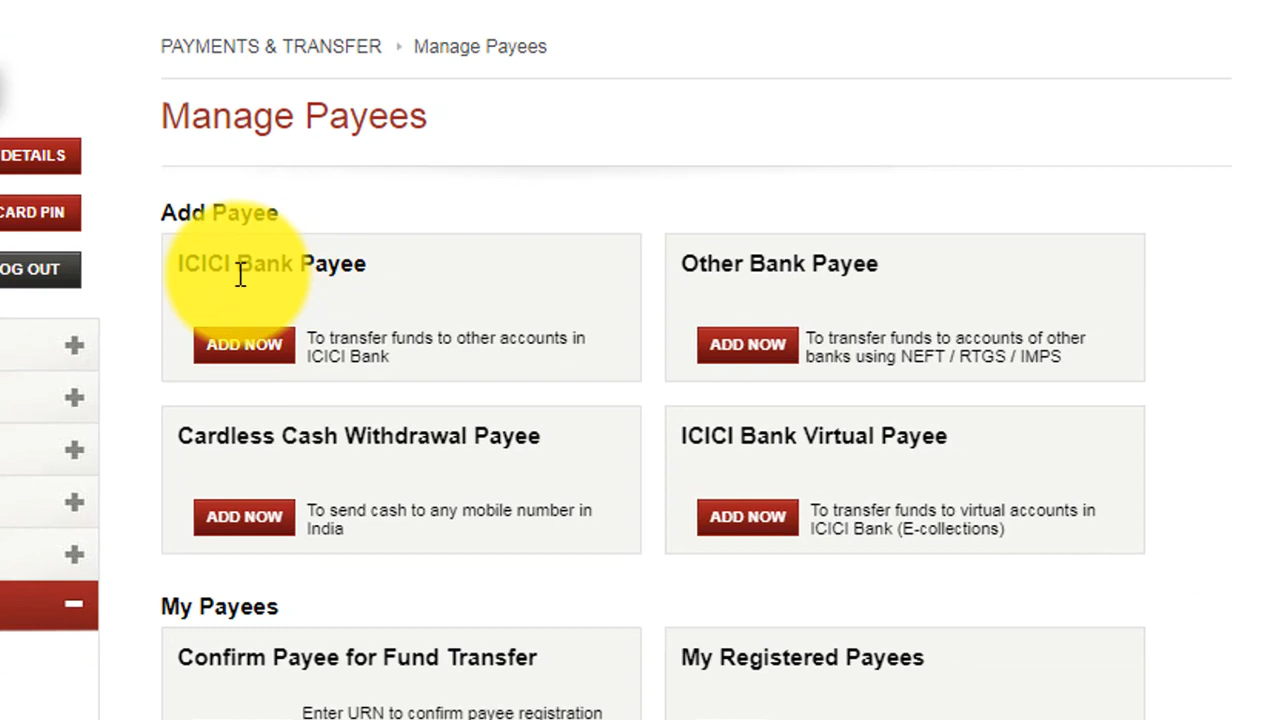 PAYMENTS & TRANSFER Manage Payees
Manage Payees
DETAILS
CARD PIN
OG OUT
Add Payee
ICICI Bank Payee
ADD NOW
To transfer funds to other accounts in
ICICI Bank
Other Bank Payee
ADD NOW
To transfer funds to accounts of other
banks using NEFT / RTGS / IMPS
Cardless Cash Withdrawal Payee
ADD NOW
To send cash to any mobile number in
India
ICICI Bank Virtual Payee
ADD NOW
To transfer funds to virtual accounts in
ICICI Bank (E-collections)
My Payees
Confirm Payee for Fund Transfer
Enter URN to confirm payee registration
My Registered Payees